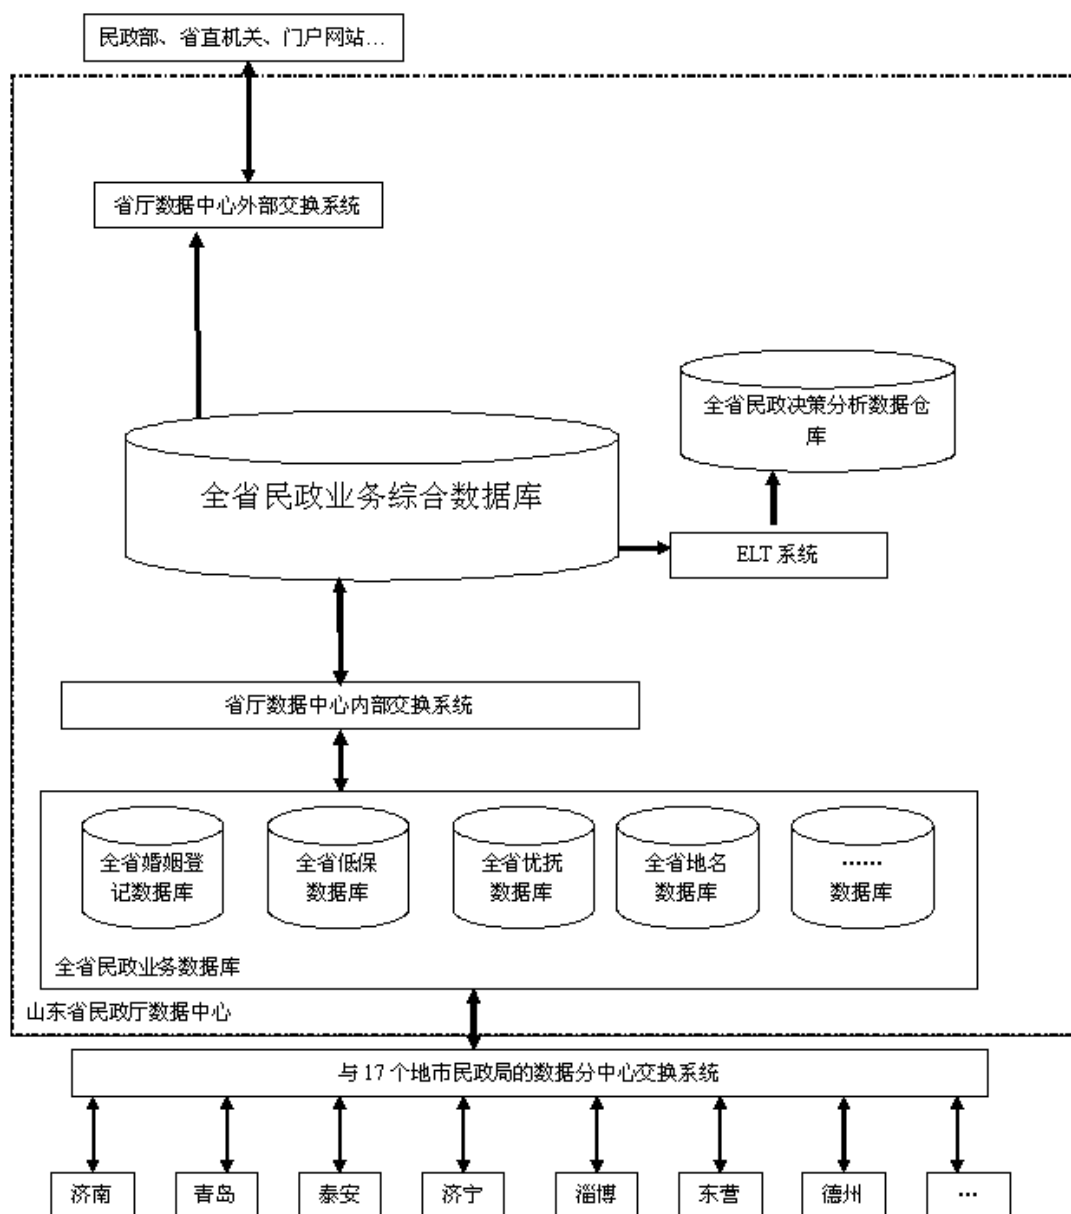 民政部、省直机关、门户网站...
省厅数据中心外部交换系统
全省民政决策分析数据仓
库
全省民政业务综合数据库
ELT 系统
省厅数据中心内部交换系统
全省婚姻登
记数据库
全省低保
数据库
全省优抚
数据库
全省地名
数据库
……
数据库
全省民政业务数据库
山东省民政厅数据中心
与 17 个地市民政局的数据分中心交换系统
济南
青岛
泰安
济宁
淄博
东营
德州
…